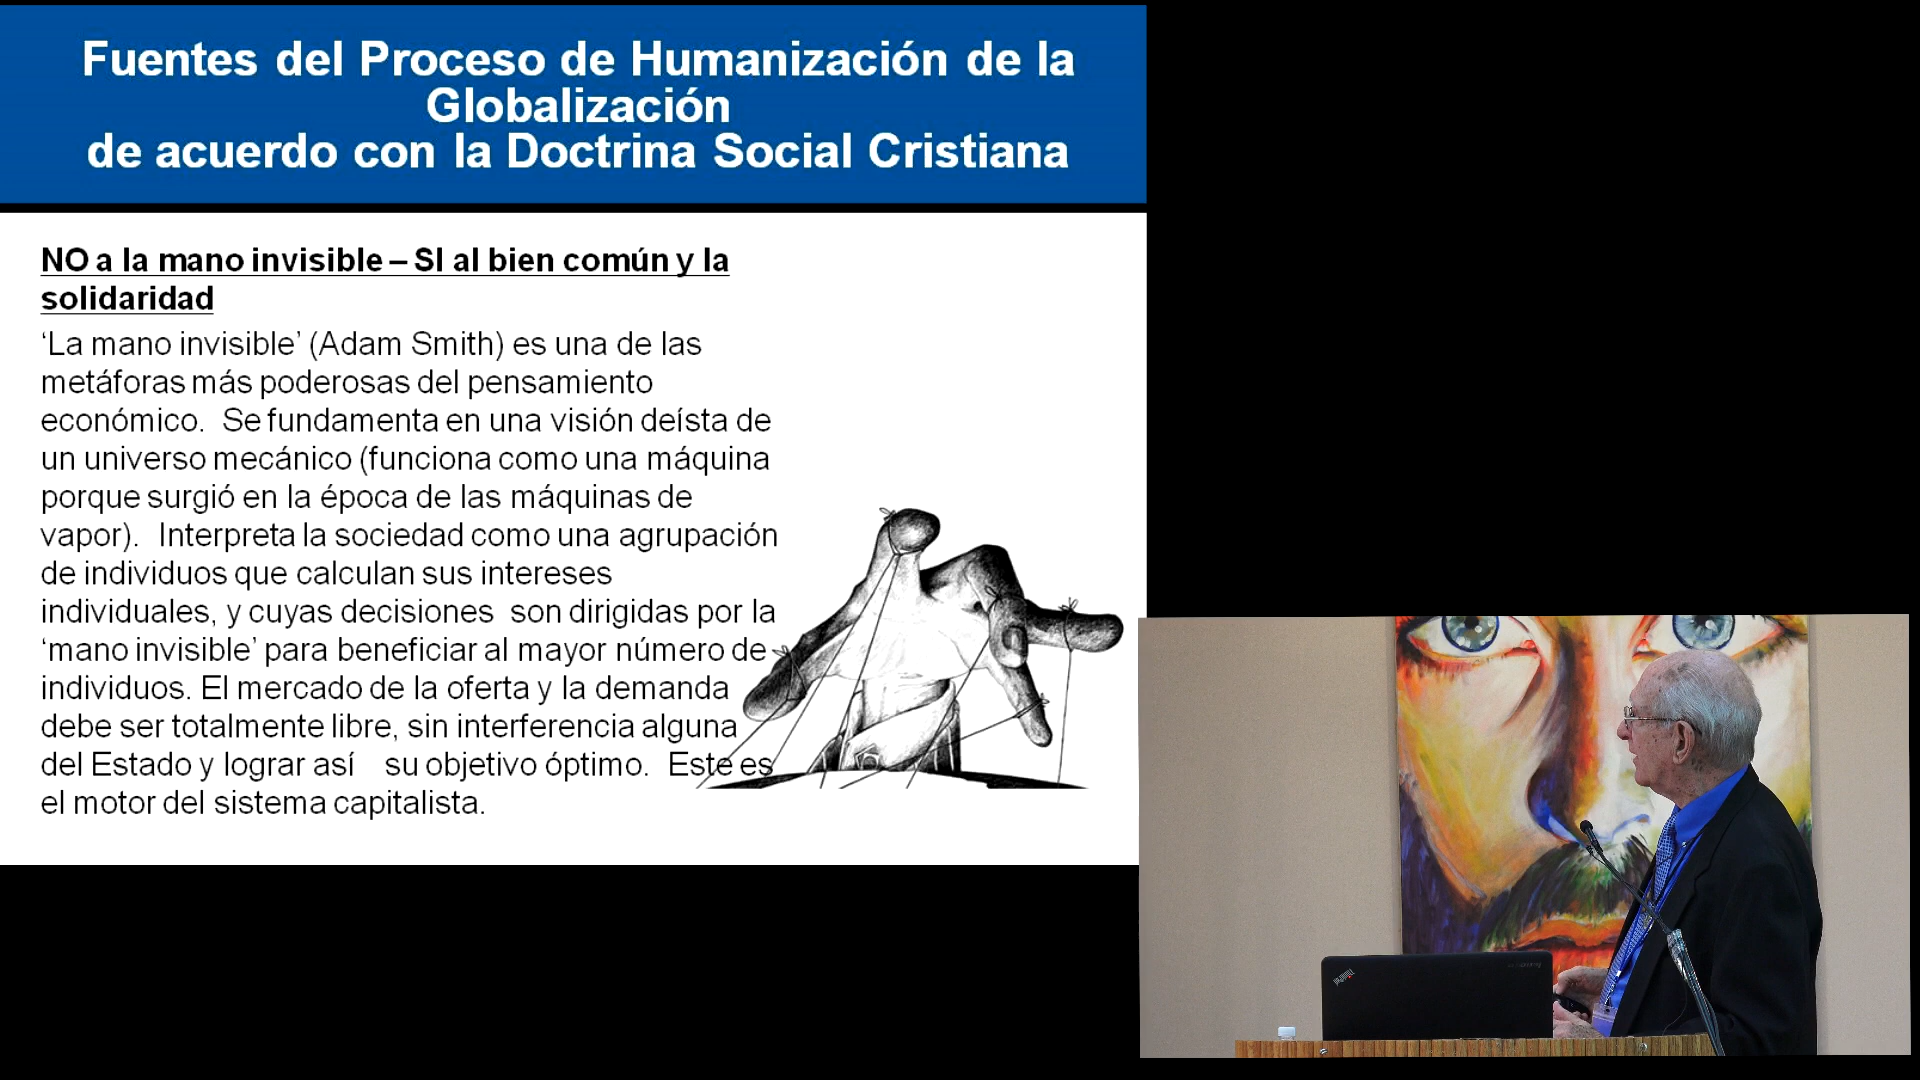 Fuentes del Proceso de Humanización de la
Globalización
de acuerdo con la Doctrina Social Cristiana
NO a la mano invisible – SI al bien común y la
solidaridad
‘La mano invisible’ (Adam Smith) es una de las
metáforas más poderosas del pensamiento
económico.  Se fundamenta en una visión deísta de
un universo mecánico (funciona como una máquina
porque surgió en la época de las máquinas de
vapor).  Interpreta la sociedad como una agrupación
de individuos que calculan sus intereses
individuales, y cuyas decisiones  son dirigidas por la
‘mano invisible’ para beneficiar al mayor número de
individuos. El mercado de la oferta y la demanda
debe ser totalmente libre, sin interferencia alguna
del Estado y lograr así   su objetivo óptimo.  Este es
el motor del sistema capitalista.